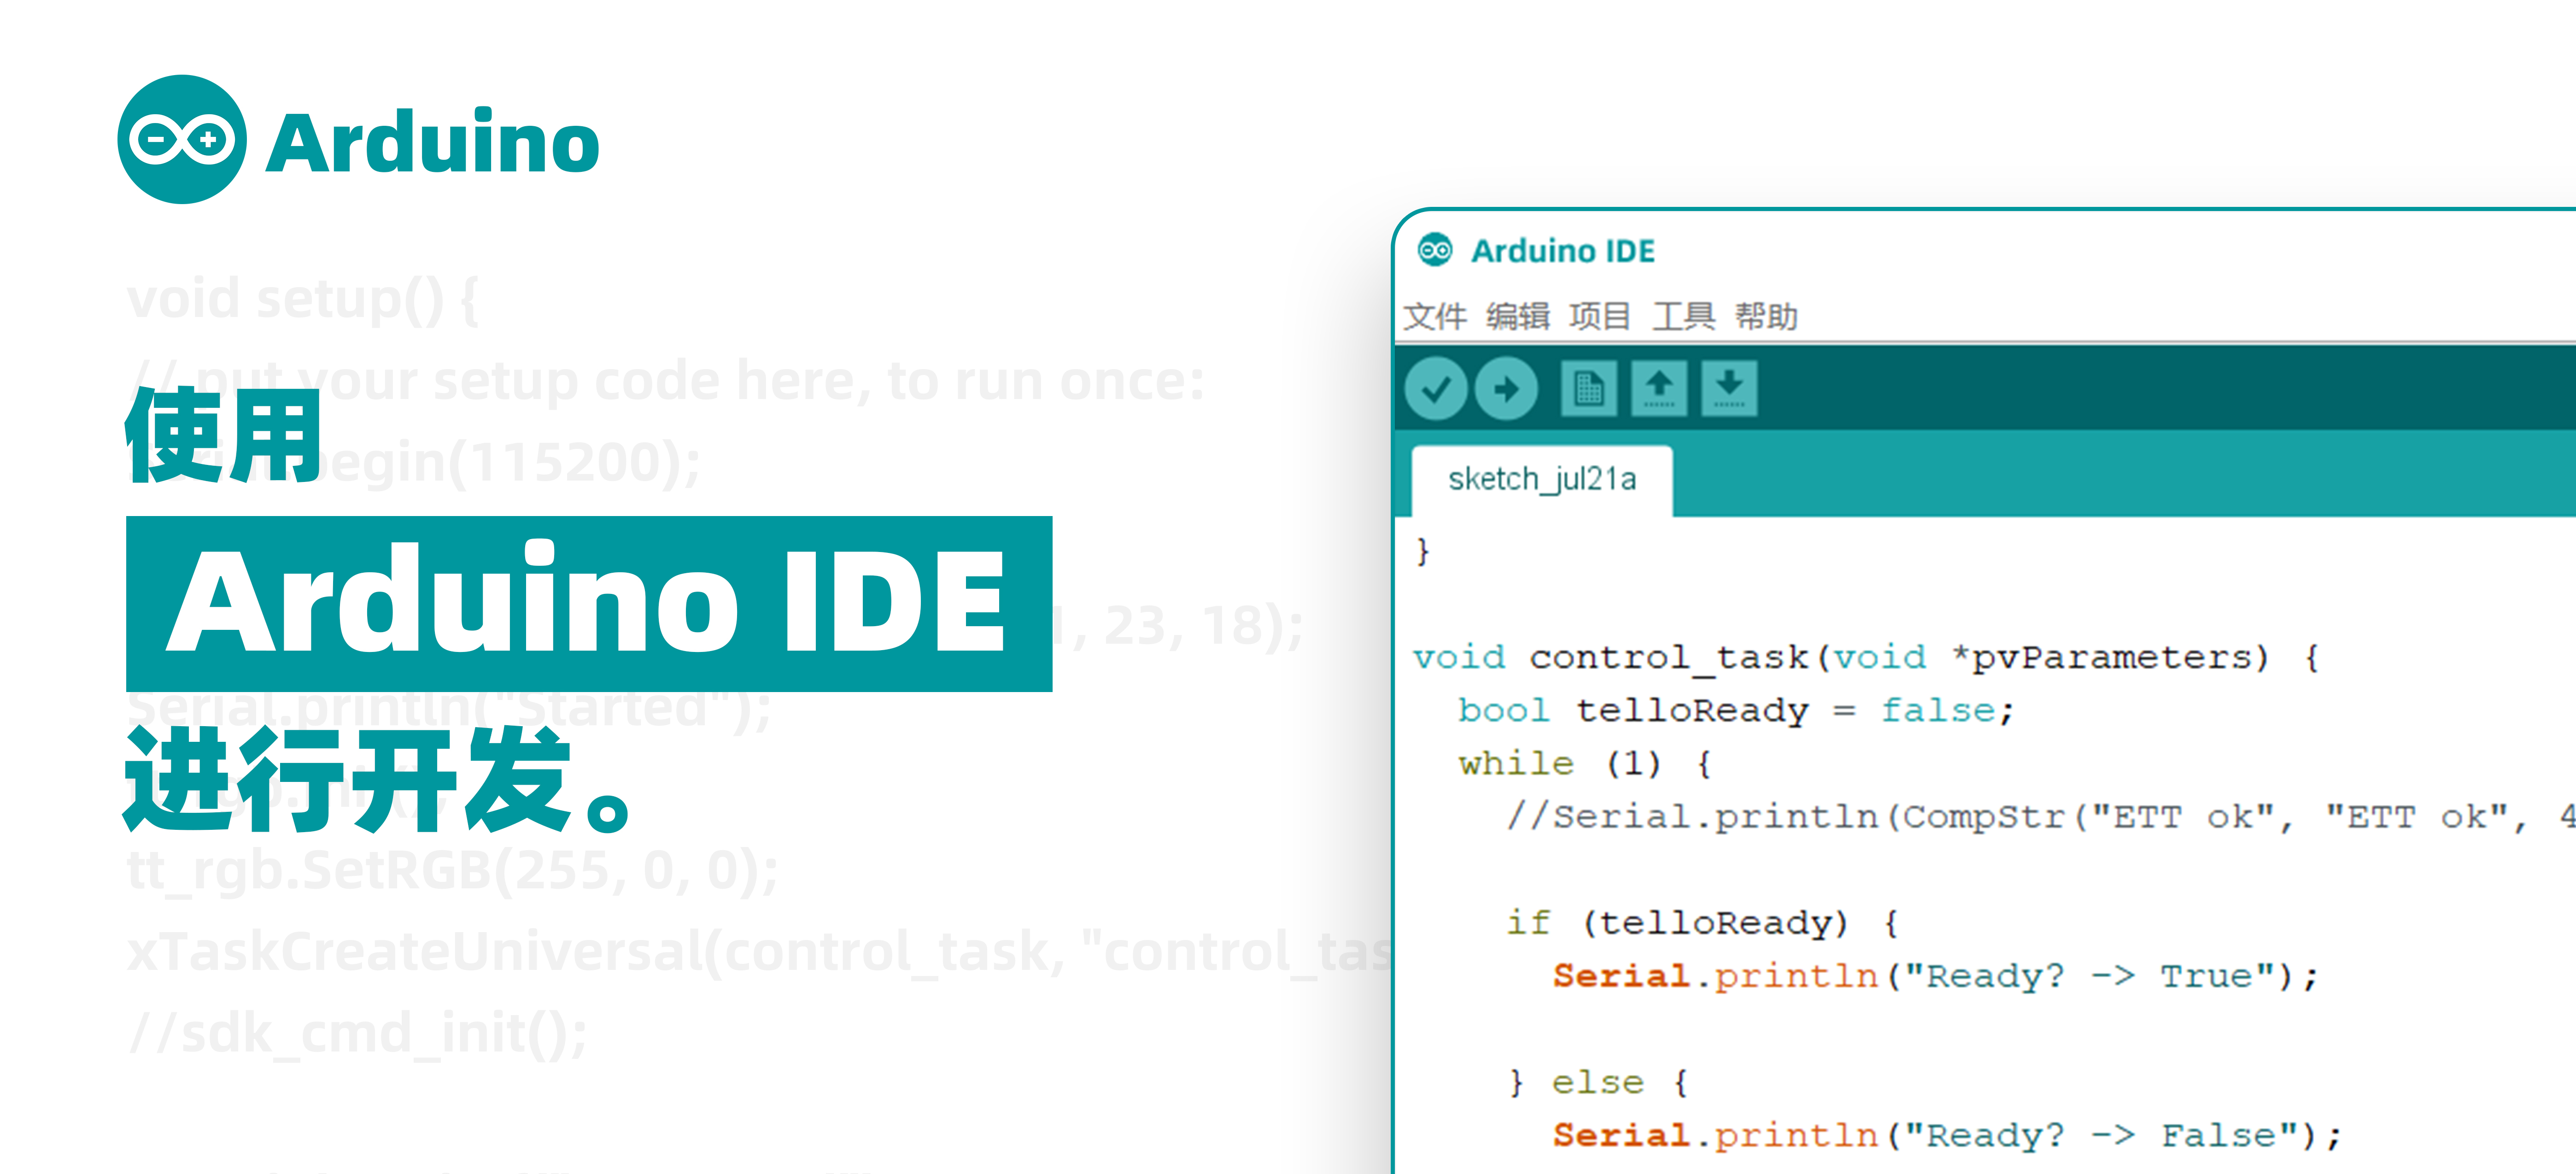 Arduino
void setup() {
// put your setup code here, to run once:
使用
begin(115200);
Arduino IDE
, 23, 18);
Serial.println("Started");
进行开发。
tt_rgb.SetRGB(255, 0, 0);
xTaskCreateUniversal(control_task, "control_tas
//sdk_cmd_init();
Arduino IDE
文件 编辑 项目 工具 帮助
sketch_jul21a
}
void control_task(void *pvParameters) {
bool telloReady = false;
while (1) {
//Serial.println(CompStr("ETT ok", "ETT ok", 4
if (telloReady) {
Serial.println("Ready? -> True");
} else {
Serial.println("Ready? -> False");